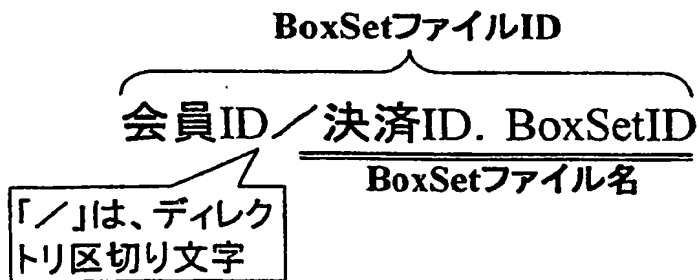 BoxSetファイルID
会員ID／決済ID. BoxSetID
BoxSetファイル名
「／」は、ディレク
トリ区切り文字